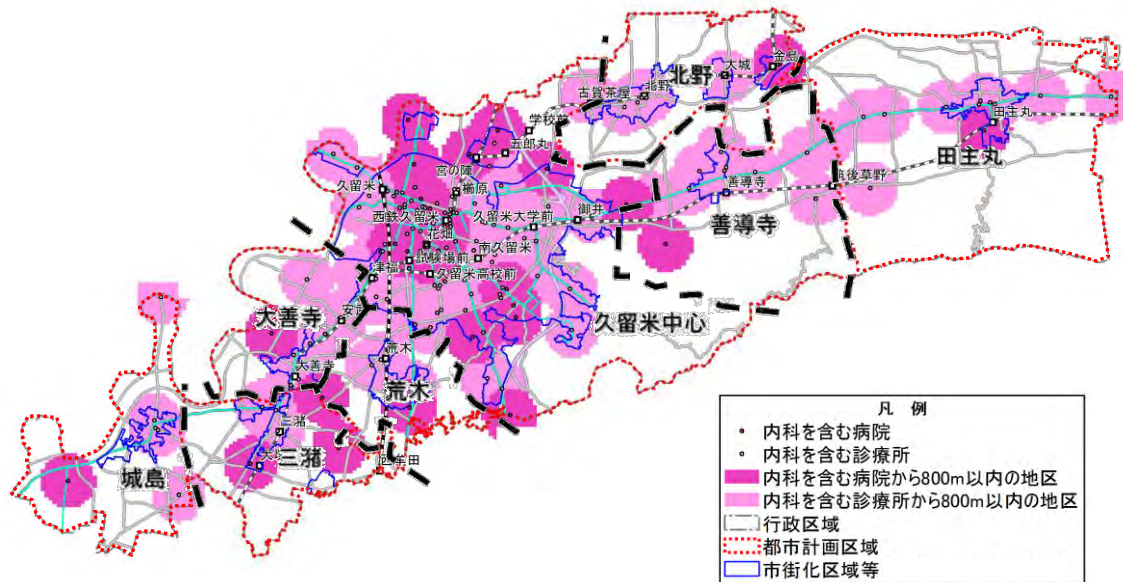 北野
大城
金島
古賀茶屋
北野
学校前
五郎丸
宮の陣
久留米
櫛原
田主丸
田主丸
筑後草野
善導寺
善導寺
御井
西鉄久留米
久留米大学前
花畑
南久留米
試験場前
津福
久留米高校前
久留米中心
大善寺
安武
荒木
大善寺
荒木
三潴
三潴
城島
西牟田
凡 例
内科を含む病院
内科を含む診療所
内科を含む病院から800m以内の地区
内科を含む診療所から800m以内の地区
行政区域
都市計画区域
市街化区域等